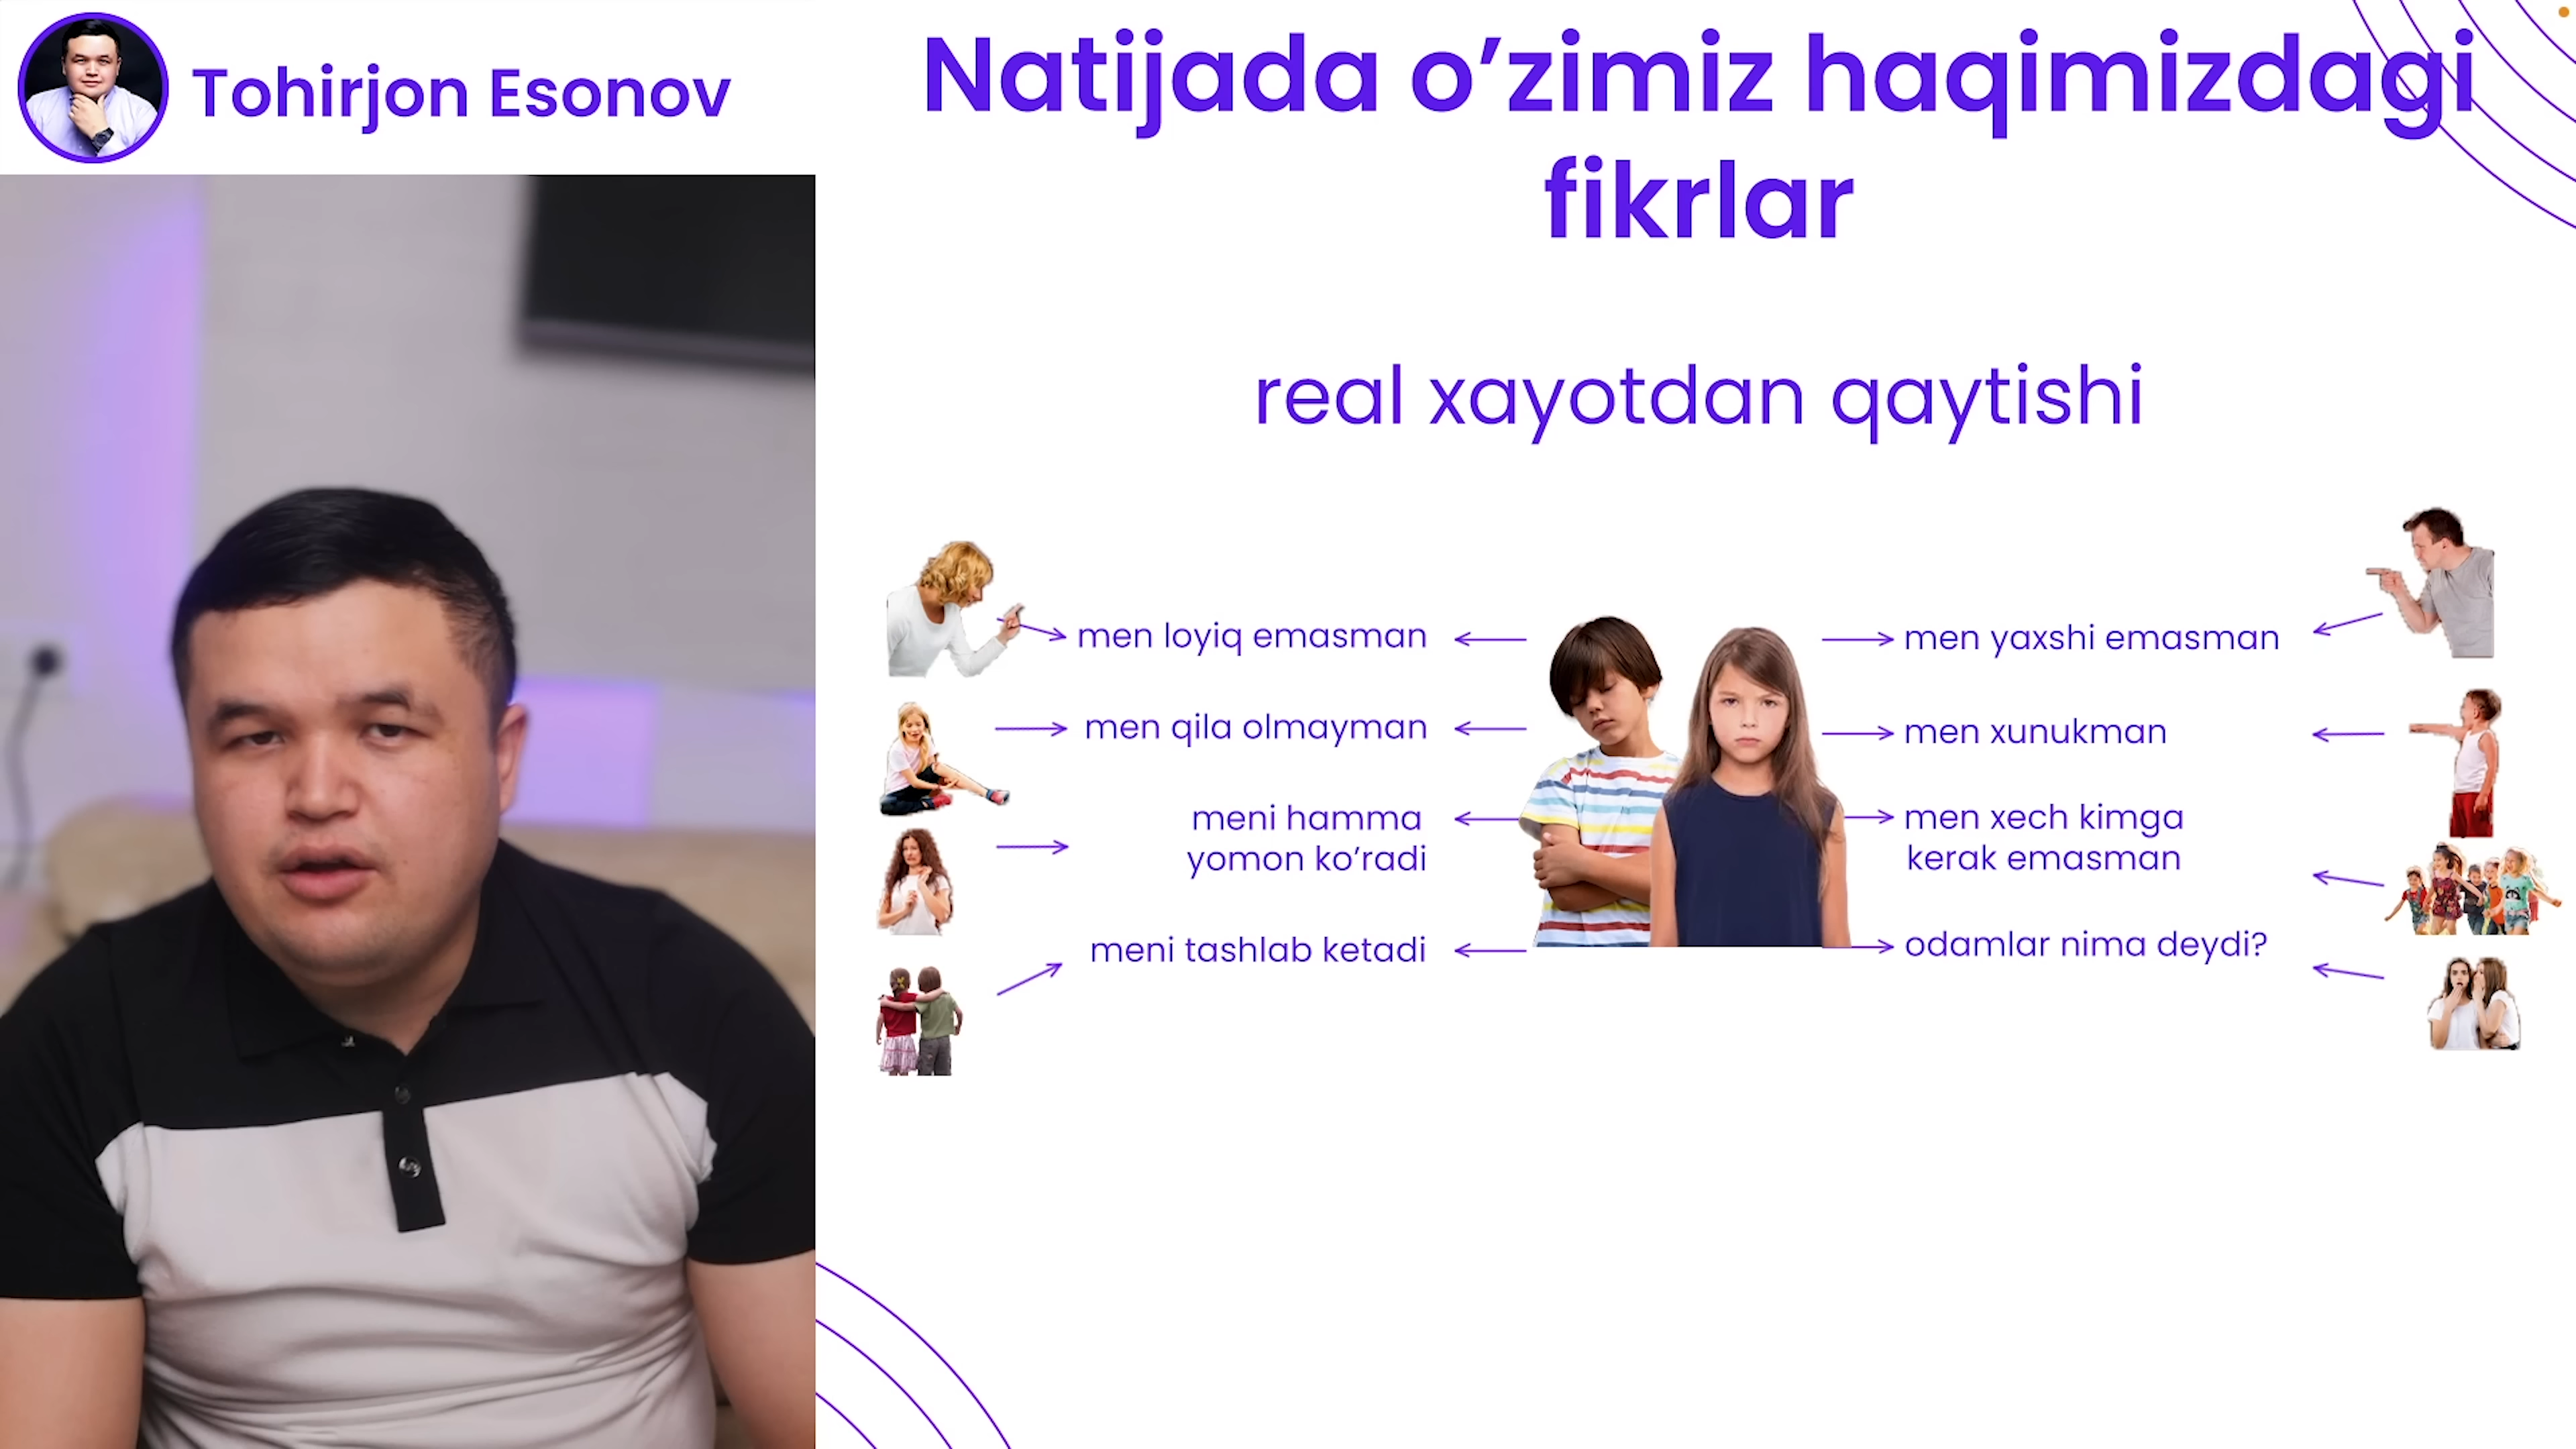 Tohirjon Esonov
Natijada o’zimiz haqimizdagi
fikrlar
real xayotdan qaytishi
men loyiq emasman
men qila olmayman
meni hamma
yomon ko’radi
meni tashlab ketadi
men yaxshi emasman
men xunukman
men xech kimga
kerak emasman
odamlar nima deydi?